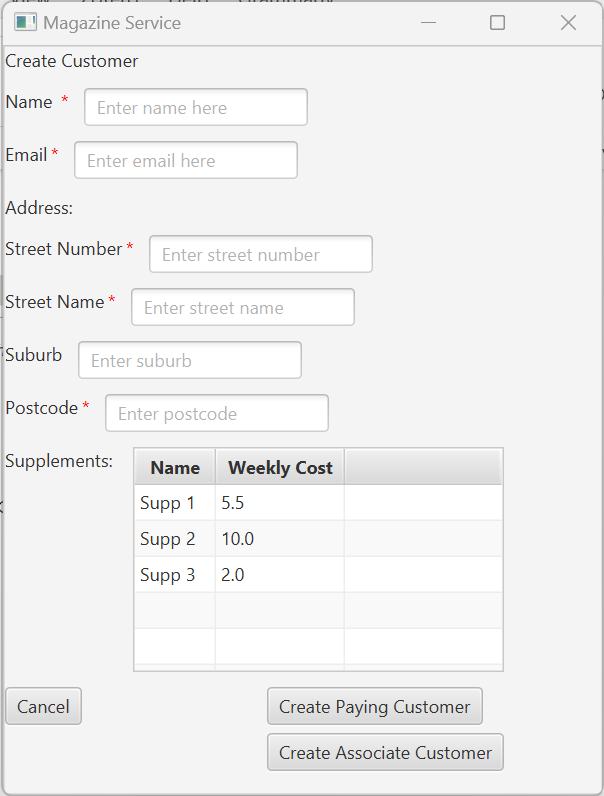 Magazine Service
Create Customer
Name * Enter name here
Email * Enter email here
Address:
Street Number * Enter street number
Street Name * Enter street name
Suburb Enter suburb
Postcode * Enter postcode
Supplements: Name Weekly Cost
Supp 1 5.5
Supp 2 10.0
Supp 3 2.0
Cancel Create Paying Customer
Create Associate Customer